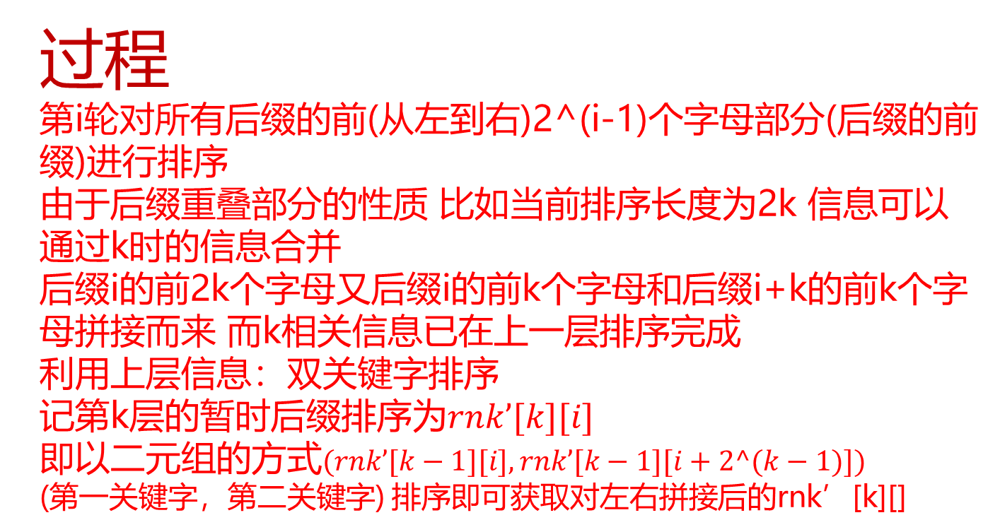 过程
第i轮对所有后缀的前(从左到右)2^(i-1)个字母部分(后缀的前
缀)进行排序
由于后缀重叠部分的性质 比如当前排序长度为2k 信息可以
通过k时的信息合并
后缀i的前2k个字母又后缀i的前k个字母和后缀i+k的前k个字
母拼接而来 而k相关信息已在上一层排序完成
利用上层信息：双关键字排序
记第k层的暂时后缀排序为rnk’[k][i]
即以二元组的方式(rnk’[k − 1][i], rnk’[k − 1][i + 2^(k − 1)])
(第一关键字，第二关键字) 排序即可获取对左右拼接后的rnk’[k][]